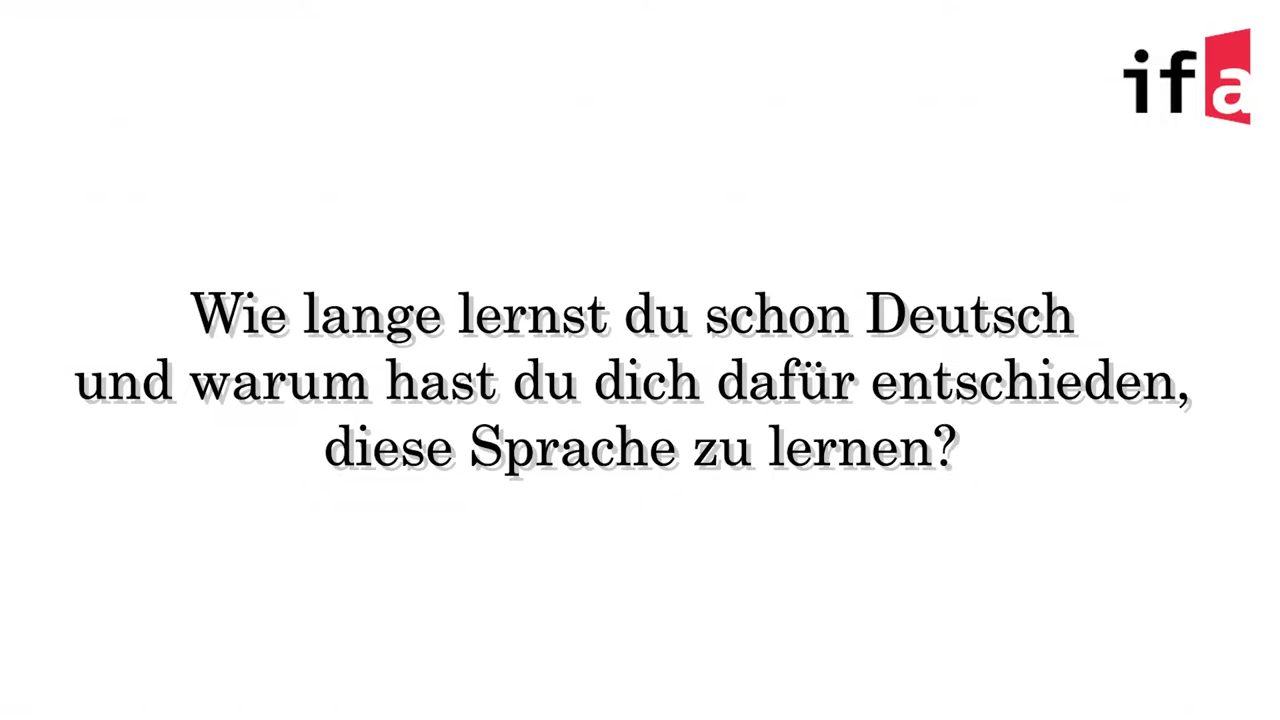 ifa
Wie lange lernst du schon Deutsch
und warum hast du dich dafür entschieden,
diese Sprache zu lernen?